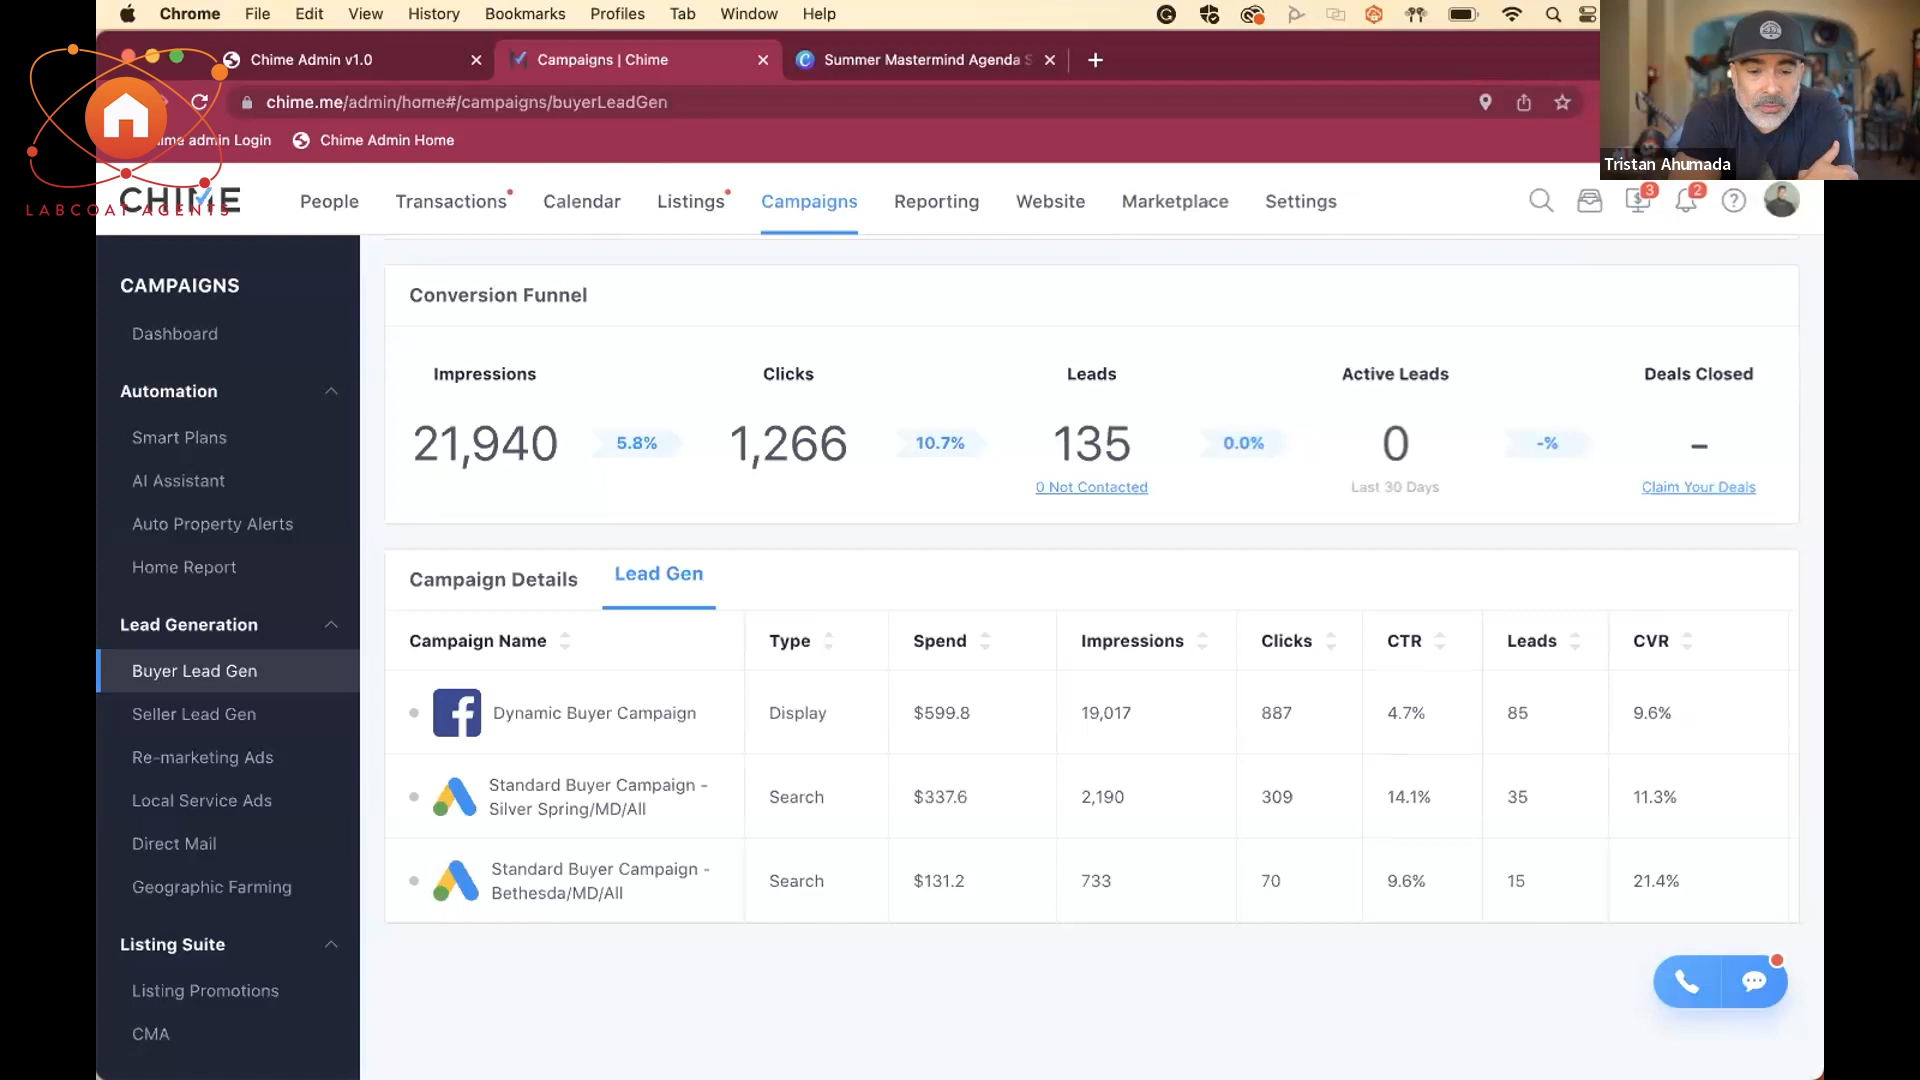 Chrome File Edit View History Bookmarks Profiles Tab Window Help
Chime Admin v1.0
Campaigns | Chime
Summer Mastermind Agenda S
chime.me/admin/home#/campaigns/buyerLeadGen
ime admin Login
Chime Admin Home
Tristan Ahumada
CHIME
LABCOAT AGENTS
People Transactions Calendar Listings Campaigns Reporting Website Marketplace Settings
3
2
CAMPAIGNS
Dashboard
Automation
Smart Plans
AI Assistant
Auto Property Alerts
Home Report
Lead Generation
Buyer Lead Gen
Seller Lead Gen
Re-marketing Ads
Local Service Ads
Direct Mail
Geographic Farming
Listing Suite
Listing Promotions
CMA
Conversion Funnel
Impressions Clicks Leads Active Leads Deals Closed
21,940 5.8% 1,266 10.7% 135 0.0% 0 -% –
0 Not Contacted Last 30 Days Claim Your Deals
Campaign Details Lead Gen
Campaign Name Type Spend Impressions Clicks CTR Leads CVR
Dynamic Buyer Campaign Display $599.8 19,017 887 4.7% 85 9.6%
Standard Buyer Campaign -
Silver Spring/MD/All Search $337.6 2,190 309 14.1% 35 11.3%
Standard Buyer Campaign -
Bethesda/MD/All Search $131.2 733 70 9.6% 15 21.4%